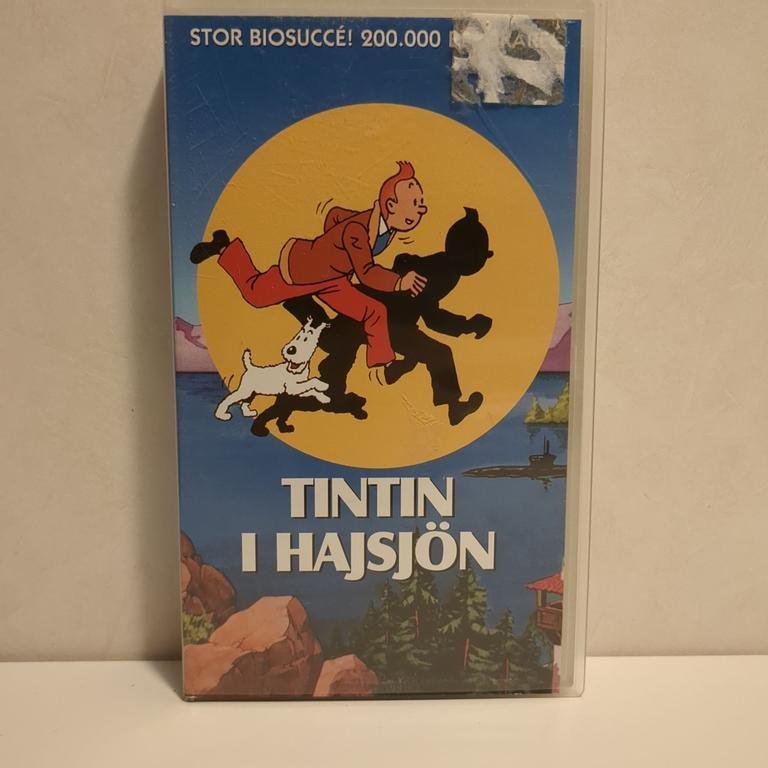 STOR BIOSUCCÉ! 200.000
TINTIN
I HAJSJÖN